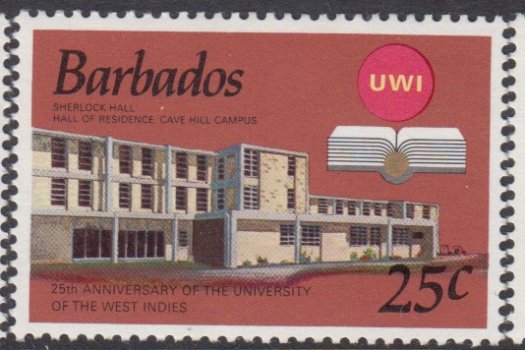 Barbados
SHERLOCK HALL
HALL OF RESIDENCE, CAVE HILL CAMPUS
UWI
25th ANNIVERSARY OF THE UNIVERSITY
OF THE WEST INDIES
25c